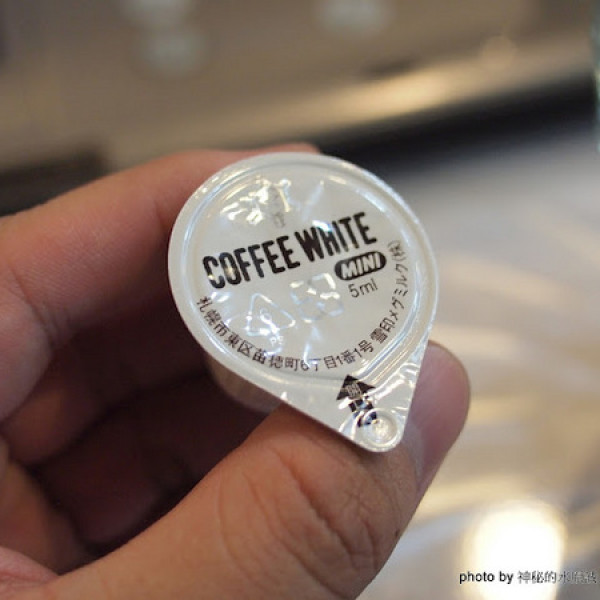 COFFEE WHITE
MINI
5ml
札幌市東区苗穂町6丁目1番1号 雪印メグミルク(株)
photo by 神秘的水瓶